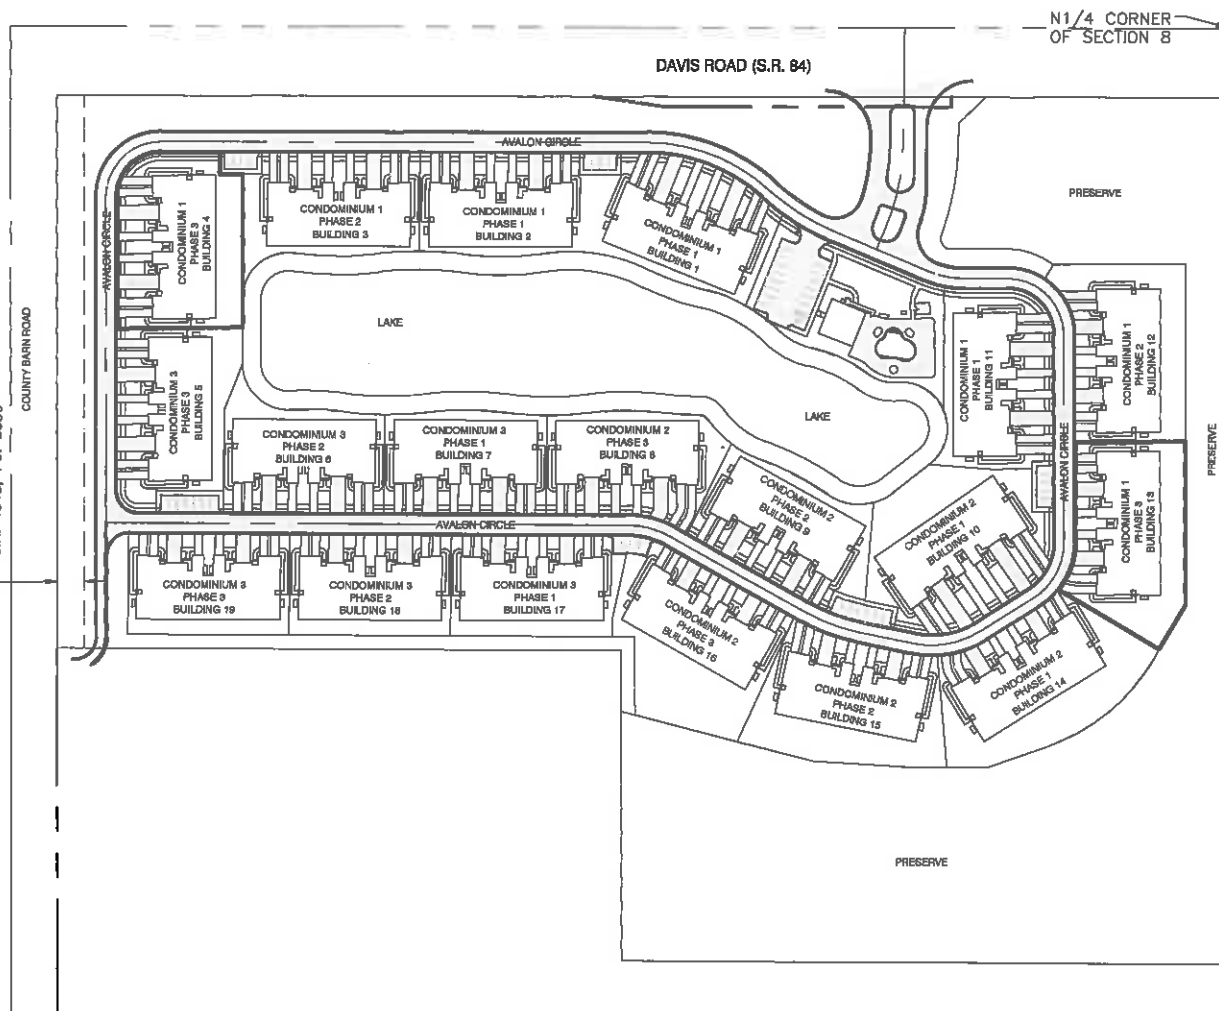 N1/4 CORNER
OF SECTION 8
DAVIS ROAD (S.R. 84)
AVALON CIRCLE
PRESERVE
CONDOMINIUM 1
PHASE 3
BUILDING 4
CONDOMINIUM 1
PHASE 2
BUILDING 3
CONDOMINIUM 1
PHASE 1
BUILDING 2
CONDOMINIUM 1
PHASE 1
BUILDING 1
AVALON CIRCLE
COUNTY BARN ROAD
LAKE
CONDOMINIUM 1
PHASE 1
BUILDING 11
CONDOMINIUM 1
PHASE 2
BUILDING 12
CONDOMINIUM 3
PHASE 3
BUILDING 5
LAKE
PRESERVE
CONDOMINIUM 3
PHASE 2
BUILDING 6
CONDOMINIUM 3
PHASE 1
BUILDING 7
CONDOMINIUM 2
PHASE 3
BUILDING 8
AVALON CIRCLE
CONDOMINIUM 2
PHASE 2
BUILDING 9
CONDOMINIUM 2
PHASE 1
BUILDING 10
CONDOMINIUM 1
PHASE 3
BUILDING 13
AVALON CIRCLE
CONDOMINIUM 3
PHASE 3
BUILDING 19
CONDOMINIUM 3
PHASE 2
BUILDING 18
CONDOMINIUM 3
PHASE 1
BUILDING 17
CONDOMINIUM 2
PHASE 3
BUILDING 16
CONDOMINIUM 2
PHASE 2
BUILDING 15
CONDOMINIUM 2
PHASE 1
BUILDING 14
PRESERVE